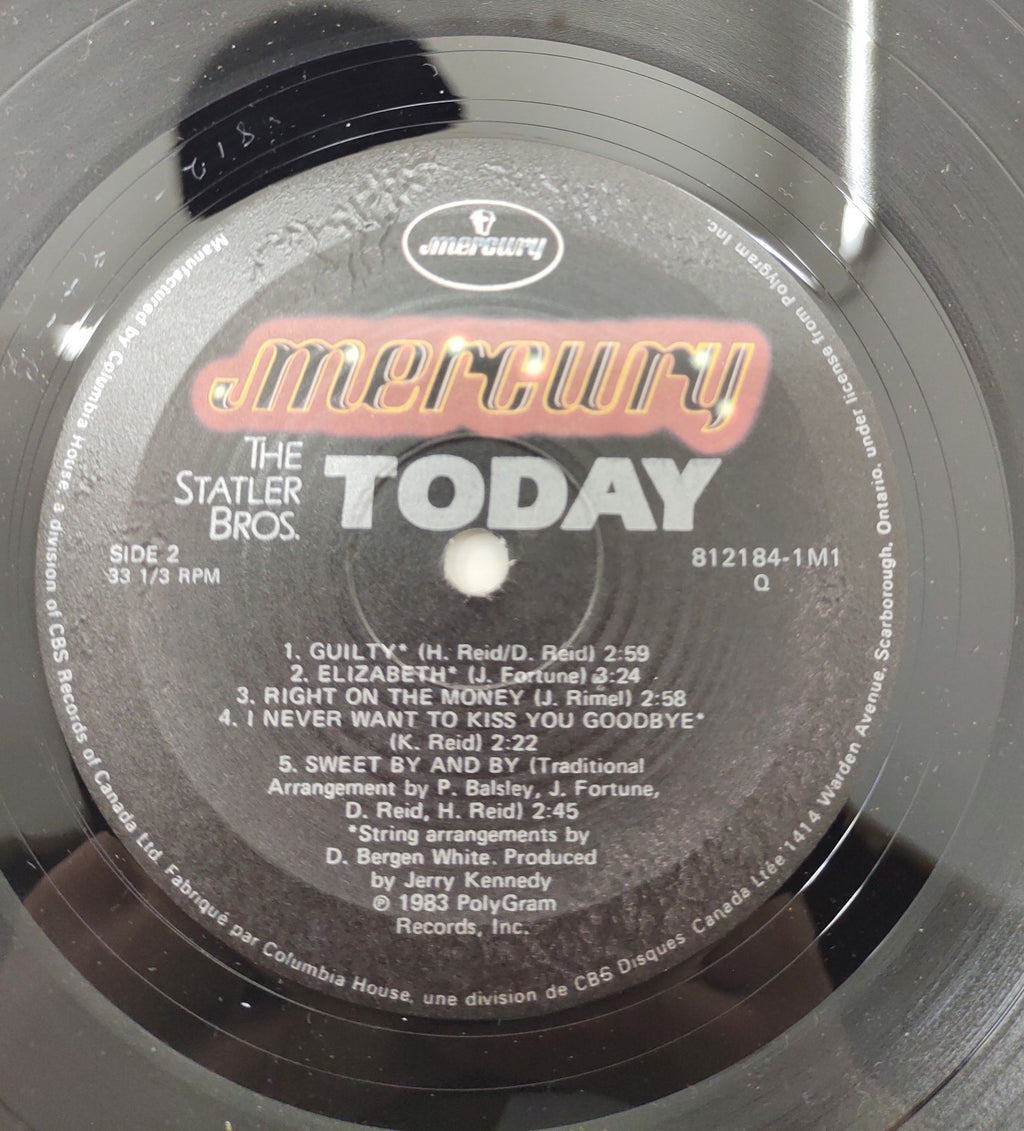 mercury
mercury
THE
STATLER
BROS.
TODAY
SIDE 2
33 1/3 RPM
812184-1M1
Q
1. GUILTY* (H. Reid/D. Reid) 2:59
2. ELIZABETH* (J. Fortune) 3:24
3. RIGHT ON THE MONEY (J. Rimel) 2:58
4. I NEVER WANT TO KISS YOU GOODBYE*
(K. Reid) 2:22
5. SWEET BY AND BY (Traditional
Arrangement by P. Balsley, J. Fortune,
D. Reid, H. Reid) 2:45
*String arrangements by
D. Bergen White. Produced
by Jerry Kennedy
℗ 1983 PolyGram
Records, Inc.
Manufactured by Columbia House, a division of CBS Records of Canada Ltd. Fabriqué par Columbia House, une division de CBS Disques Canada Ltée 1414 Warden Avenue, Scarborough, Ontario. under license from Polygram Inc.